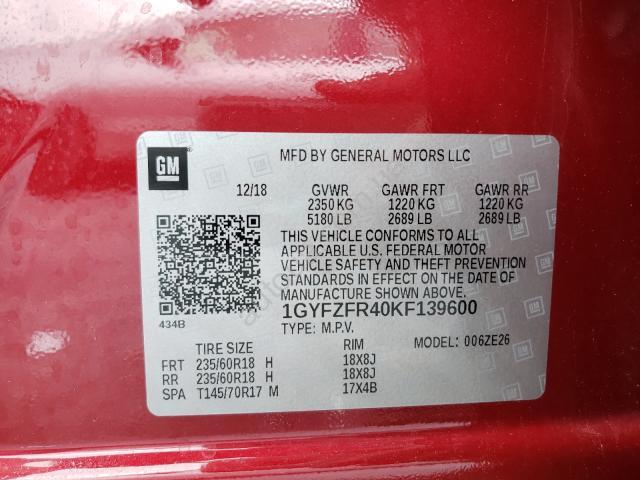 GM
MFD BY GENERAL MOTORS LLC
12/18 GVWR GAWR FRT GAWR RR
2350 KG 1220 KG 1220 KG
5180 LB 2689 LB 2689 LB
THIS VEHICLE CONFORMS TO ALL
APPLICABLE U.S. FEDERAL MOTOR
VEHICLE SAFETY AND THEFT PREVENTION
STANDARDS IN EFFECT ON THE DATE OF
MANUFACTURE SHOWN ABOVE.
434B
1GYFZFR40KF139600
TYPE: M.P.V. MODEL: 006ZE26
TIRE SIZE RIM
FRT 235/60R18 H 18X8J
RR 235/60R18 H 18X8J
SPA T145/70R17 M 17X4B